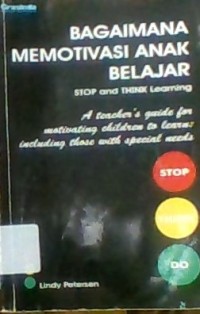 Grasindo
BAGAIMANA
MEMOTIVASI ANAK
BELAJAR
STOP and THINK Learning
A teacher's guide for
motivating children to learn:
including those with special needs
STOP
THINK
DO
Lindy Petersen